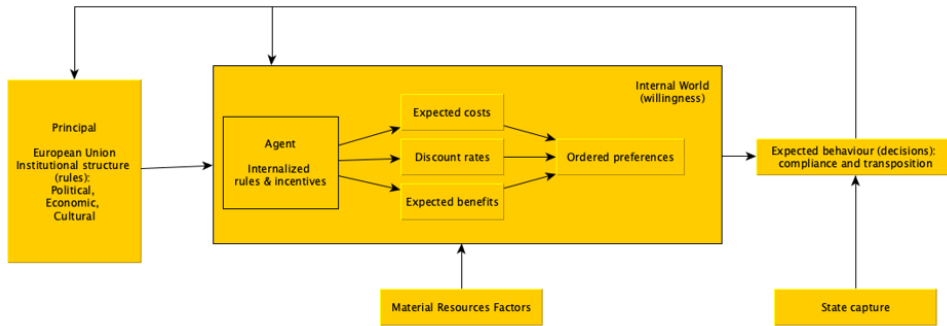 Principal
European Union
Institutional structure
(rules):
Political,
Economic,
Cultural
Internal World
(willingness)
Agent
Internalized
rules & incentives
Expected costs
Discount rates
Expected benefits
Ordered preferences
Expected behaviour (decisions):
compliance and transposition
Material Resources Factors
State capture